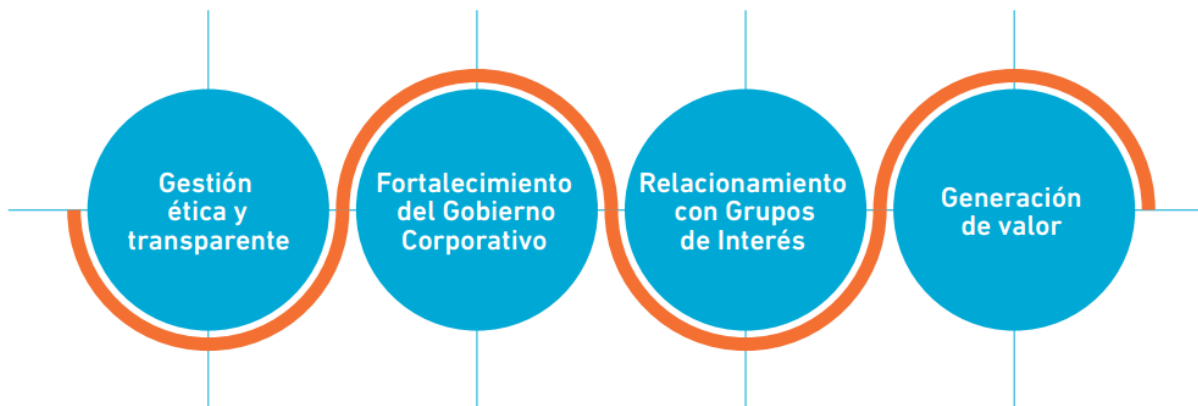 Gestión
ética y
transparente
Fortalecimiento
del Gobierno
Corporativo
Relacionamiento
con Grupos
de Interés
Generación
de valor